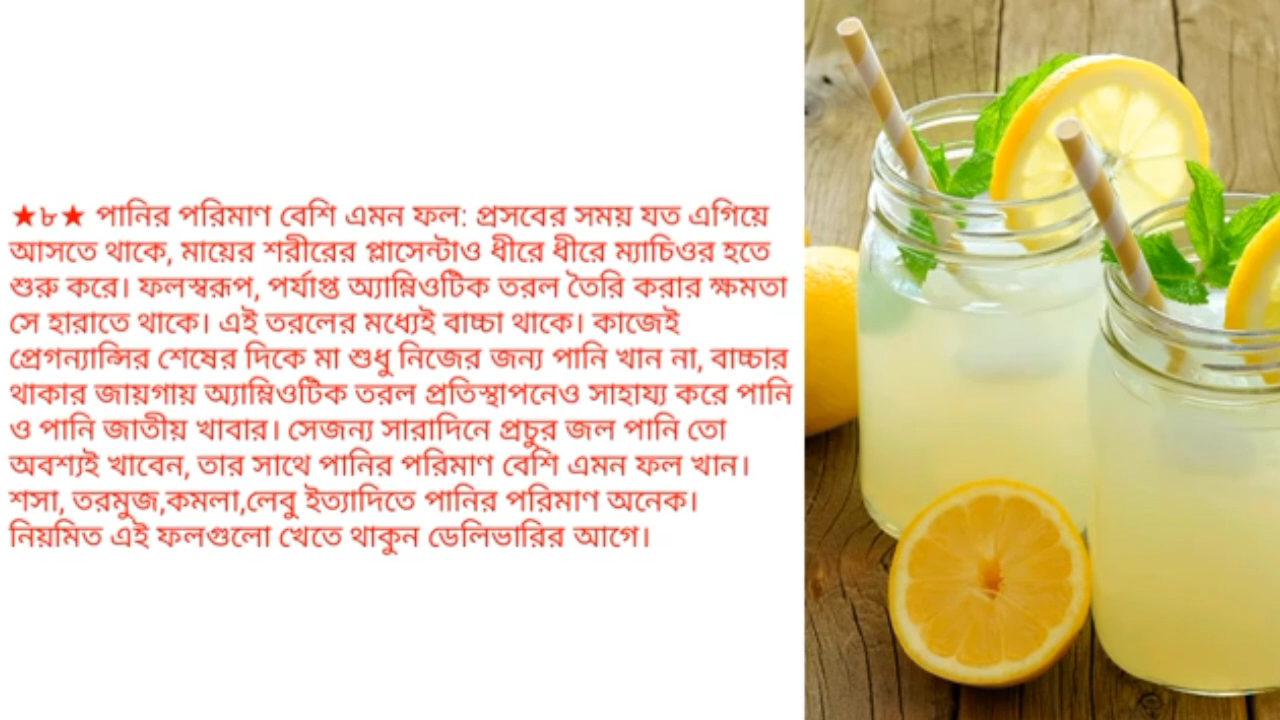 ★৮★ পানির পরিমাণ বেশি এমন ফল: প্রসবের সময় যত এগিয়ে
আসতে থাকে, মায়ের শরীরের প্লাসেন্টাও ধীরে ধীরে ম্যাচিওর হতে
শুরু করে। ফলস্বরূপ, পর্যাপ্ত অ্যাম্নিওটিক তরল তৈরি করার ক্ষমতা
সে হারাতে থাকে। এই তরলের মধ্যেই বাচ্চা থাকে। কাজেই
প্রেগন্যান্সির শেষের দিকে মা শুধু নিজের জন্য পানি খান না, বাচ্চার
থাকার জায়গায় অ্যাম্নিওটিক তরল প্রতিস্থাপনেও সাহায্য করে পানি
ও পানি জাতীয় খাবার। সেজন্য সারাদিনে প্রচুর জল পানি তো
অবশ্যই খাবেন, তার সাথে পানির পরিমাণ বেশি এমন ফল খান।
শসা, তরমুজ,কমলা,লেবু ইত্যাদিতে পানির পরিমাণ অনেক।
নিয়মিত এই ফলগুলো খেতে থাকুন ডেলিভারির আগে।